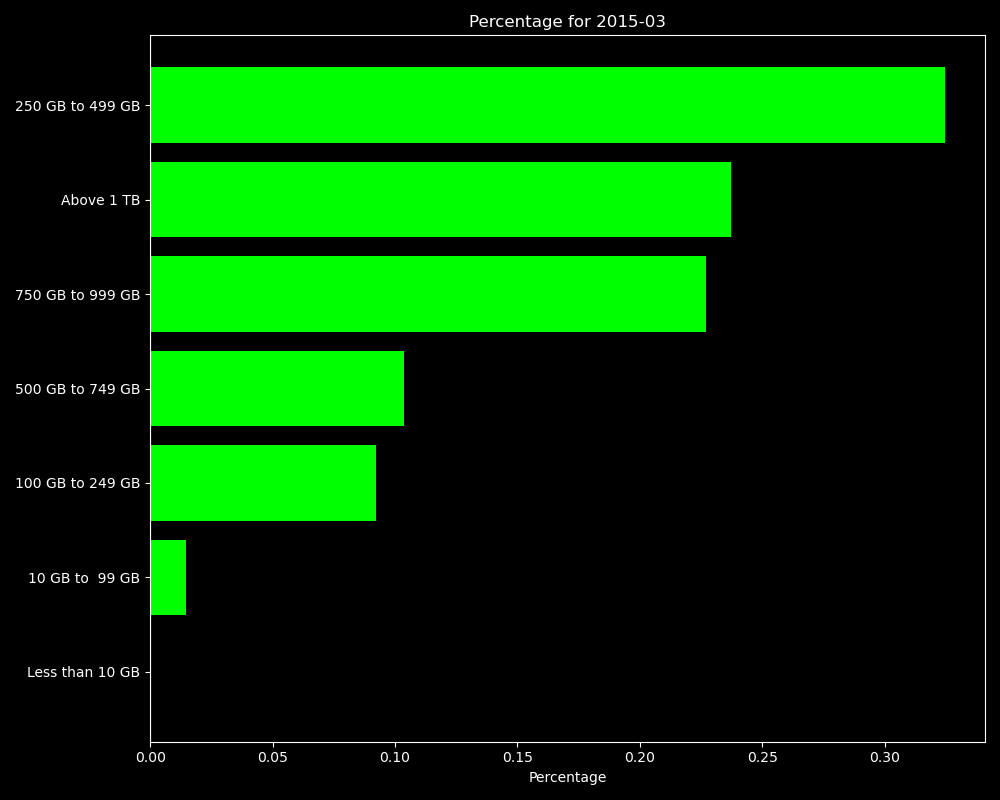 Percentage for 2015-03
250 GB to 499 GB
Above 1 TB
750 GB to 999 GB
500 GB to 749 GB
100 GB to 249 GB
10 GB to  99 GB
Less than 10 GB
0.00 0.05 0.10 0.15 0.20 0.25 0.30
Percentage